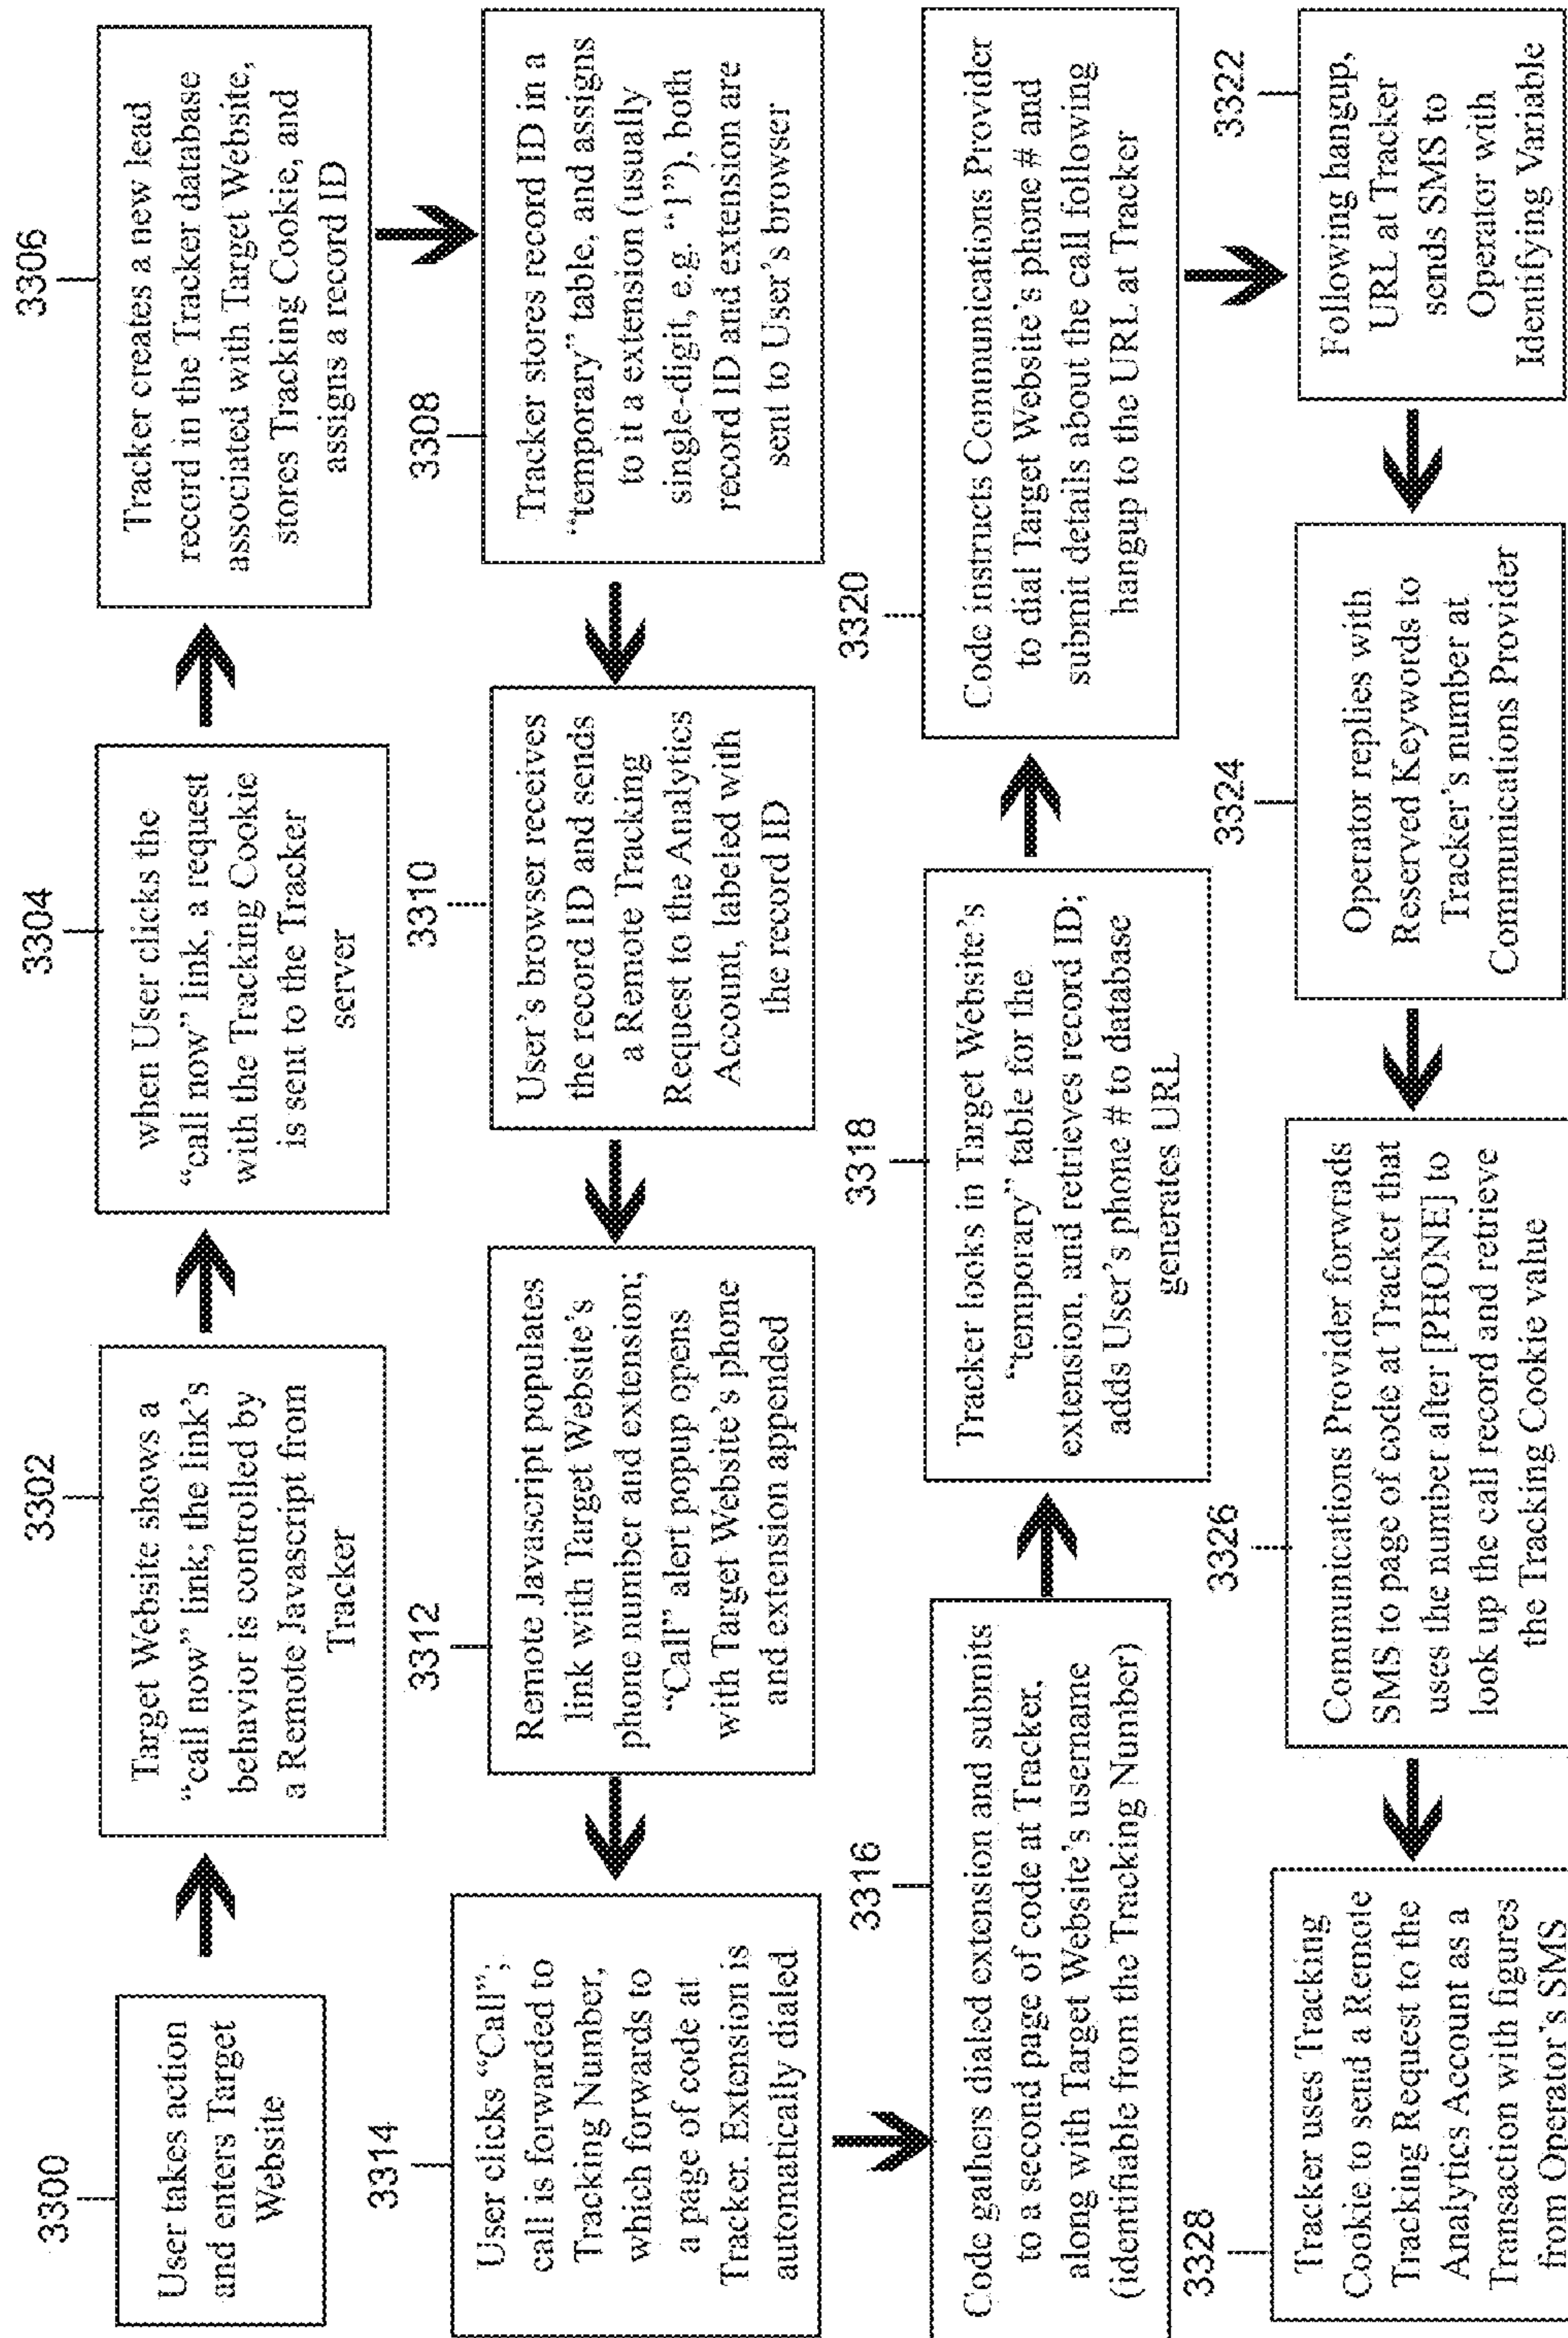 3300
User takes action
and enters Target
Website
3302
Target Website shows a
“call now” link; the link’s
behavior is controlled by
a Remote Javascript from
Tracker
3304
when User clicks the
“call now” link, a request
with the Tracking Cookie
is sent to the Tracker
server
3306
Tracker creates a new lead
record in the Tracker database
associated with Target Website,
stores Tracking Cookie, and
assigns a record ID
3308
Tracker stores record ID in a
“temporary” table, and assigns
to it a extension (usually
single-digit, e.g. “1”), both
record ID and extension are
sent to User’s browser
3310
User’s browser receives
the record ID and sends
a Remote Tracking
Request to the Analytics
Account, labeled with
the record ID
3312
Remote Javascript populates
link with Target Website’s
phone number and extension;
“Call” alert popup opens
with Target Website’s phone
and extension appended
3314
User clicks “Call”;
call is forwarded to
Tracking Number,
which forwards to
a page of code at
Tracker. Extension is
automatically dialed
3316
Code gathers dialed extension and submits
to a second page of code at Tracker,
along with Target Website’s username
(identifiable from the Tracking Number)
3318
Tracker looks in Target Website’s
“temporary” table for the
extension, and retrieves record ID;
adds User’s phone # to database
generates URL
3320
Code instructs Communications Provider
to dial Target Website’s phone # and
submit details about the call following
hangup to the URL at Tracker
3322
Following hangup,
URL at Tracker
sends SMS to
Operator with
Identifying Variable
3324
Operator replies with
Reserved Keywords to
Tracker’s number at
Communications Provider
3326
Communications Provider forwrads
SMS to page of code at Tracker that
uses the number after [PHONE] to
look up the call record and retrieve
the Tracking Cookie value
3328
Tracker uses Tracking
Cookie to send a Remote
Tracking Request to the
Analytics Account as a
Transaction with figures
from Operator’s SMS